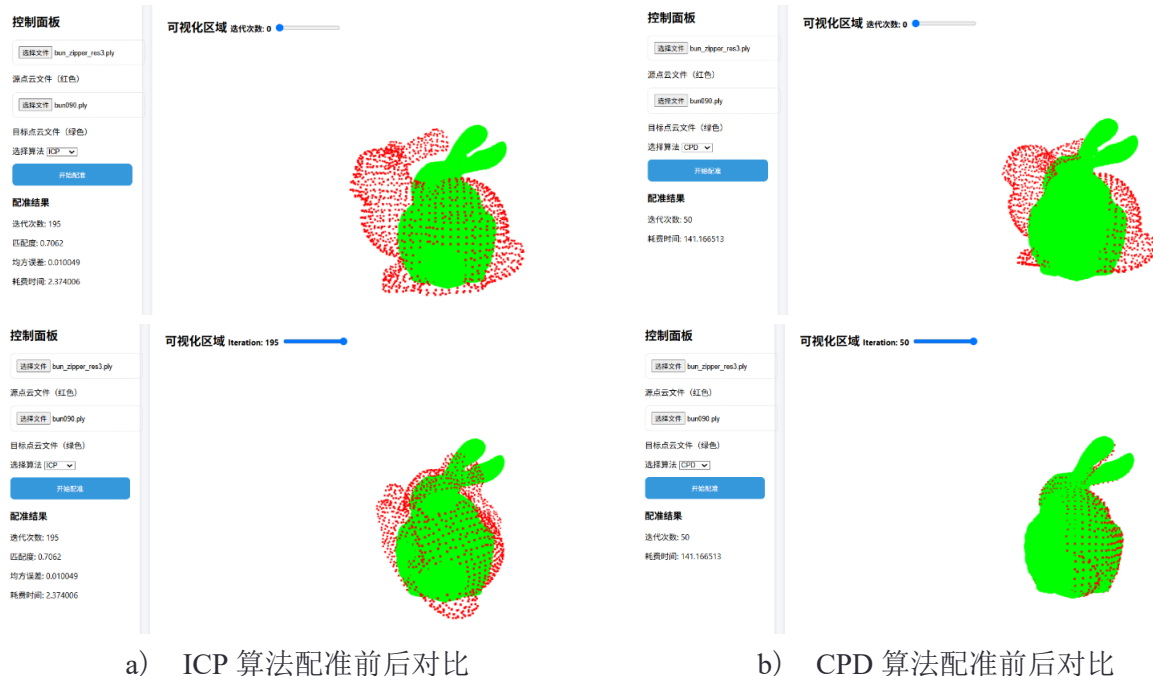 控制面板
选择文件 bun_zipper_res3.ply
源点云文件（红色）
选择文件 bun090.ply
目标点云文件（绿色）
选择算法 ICP
开始配准
配准结果
迭代次数: 195
匹配度: 0.7062
均方误差: 0.010049
耗费时间: 2.374006
可视化区域 迭代次数: 0
控制面板
选择文件 bun_zipper_res3.ply
源点云文件（红色）
选择文件 bun090.ply
目标点云文件（绿色）
选择算法 CPD
开始配准
配准结果
迭代次数: 50
耗费时间: 141.166513
可视化区域 迭代次数: 0
控制面板
选择文件 bun_zipper_res3.ply
源点云文件（红色）
选择文件 bun090.ply
目标点云文件（绿色）
选择算法 ICP
开始配准
配准结果
迭代次数: 195
匹配度: 0.7062
均方误差: 0.010049
耗费时间: 2.374006
可视化区域 Iteration: 195
控制面板
选择文件 bun_zipper_res3.ply
源点云文件（红色）
选择文件 bun090.ply
目标点云文件（绿色）
选择算法 CPD
开始配准
配准结果
迭代次数: 50
耗费时间: 141.166513
可视化区域 Iteration: 50
a） ICP 算法配准前后对比
b） CPD 算法配准前后对比